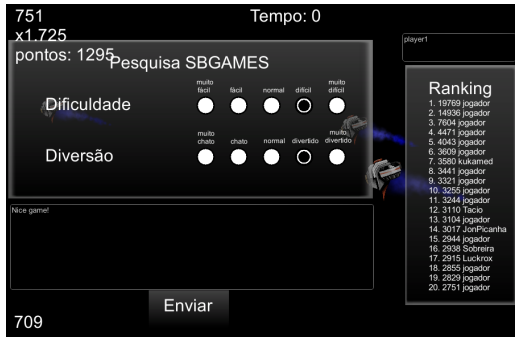 751
Tempo: 0
x1.725
pontos: 1295
player1
Pesquisa SBGAMES
muito fácil
fácil
normal
difícil
muito difícil
Dificuldade
muito chato
chato
normal
divertido
muito divertido
Diversão
Nice game!
Enviar
709
Ranking
1. 19769 jogador
2. 14936 jogador
3. 7604 jogador
4. 4471 jogador
5. 4043 jogador
6. 3609 jogador
7. 3580 kukamed
8. 3441 jogador
9. 3321 jogador
10. 3255 jogador
11. 3244 jogador
12. 3110 Tacio
13. 3104 jogador
14. 3017 JonPicanha
15. 2944 jogador
16. 2938 Sobreira
17. 2915 Luckrox
18. 2855 jogador
19. 2829 jogador
20. 2751 jogador